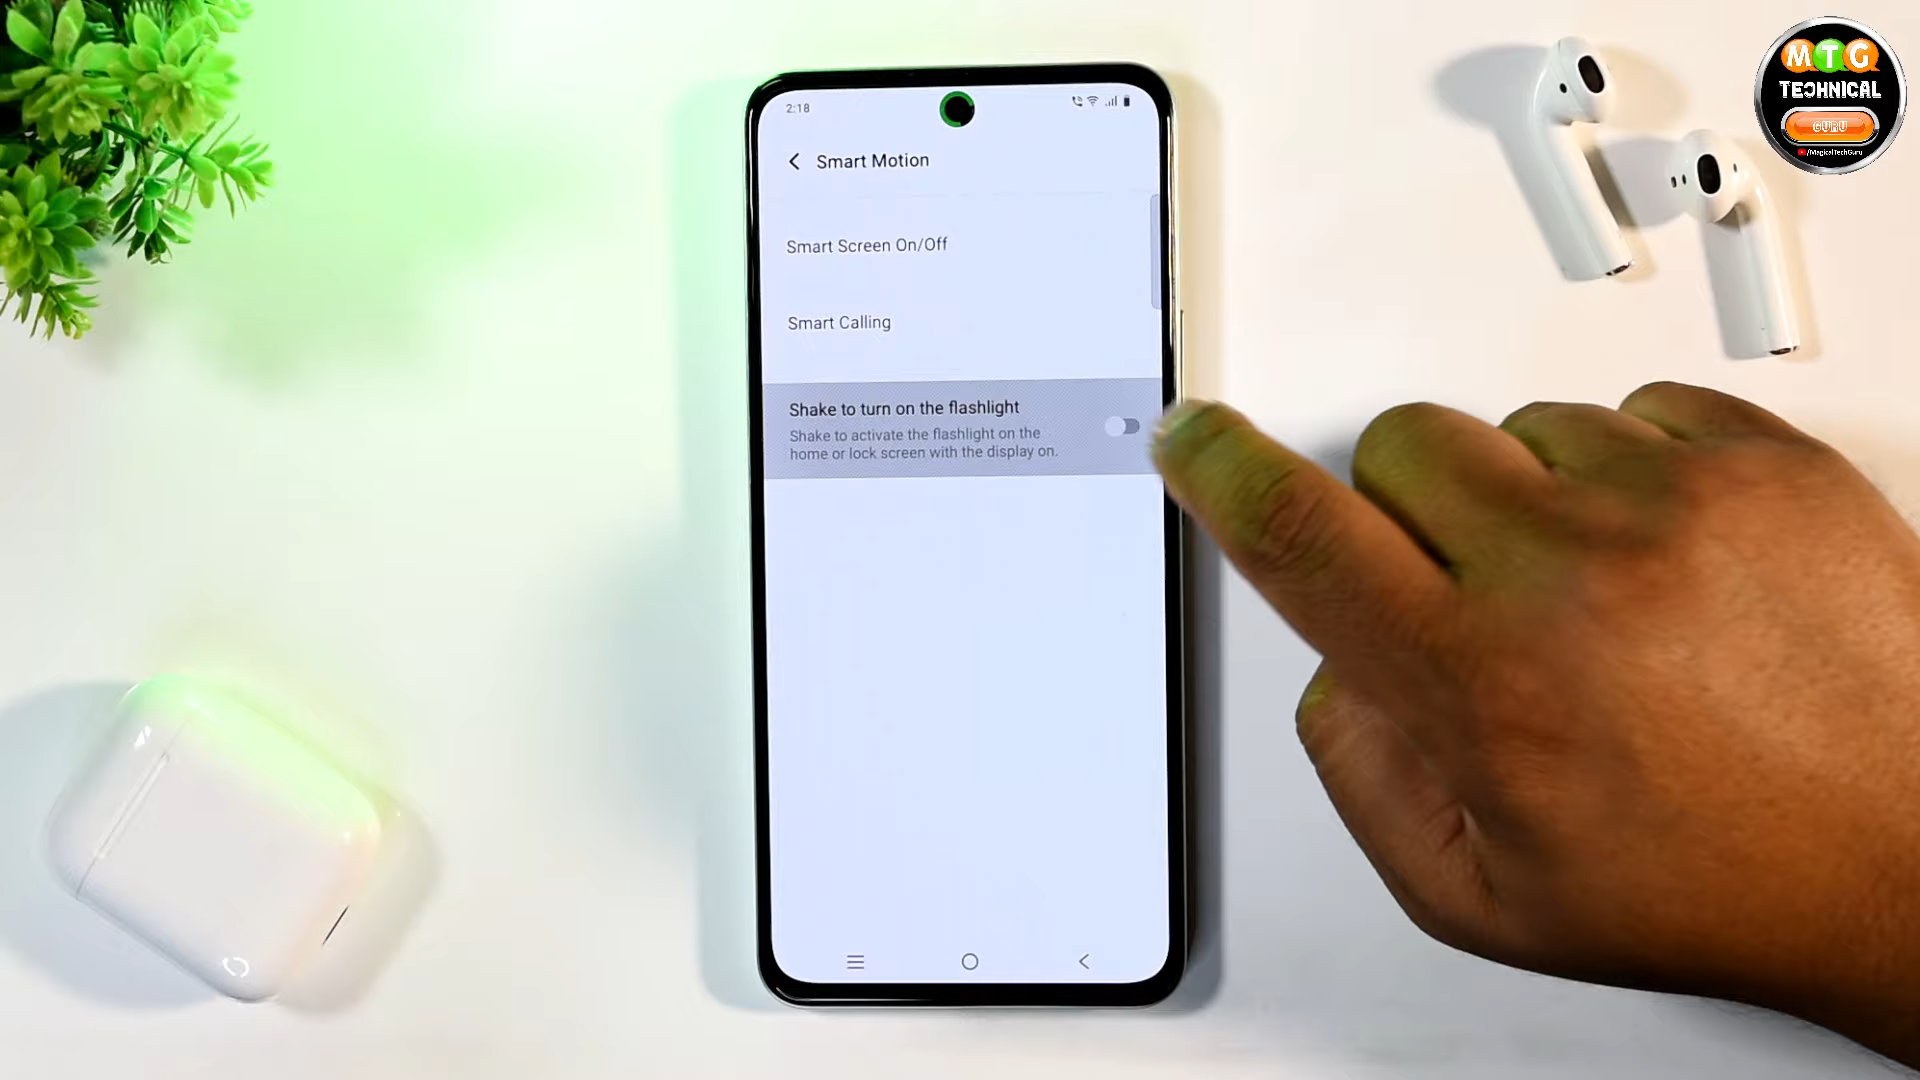 2:18
Smart Motion
Smart Screen On/Off
Smart Calling
Shake to turn on the flashlight
Shake to activate the flashlight on the
home or lock screen with the display on.
MTG
TECHNICAL
GURU
/MagicalTechGuru